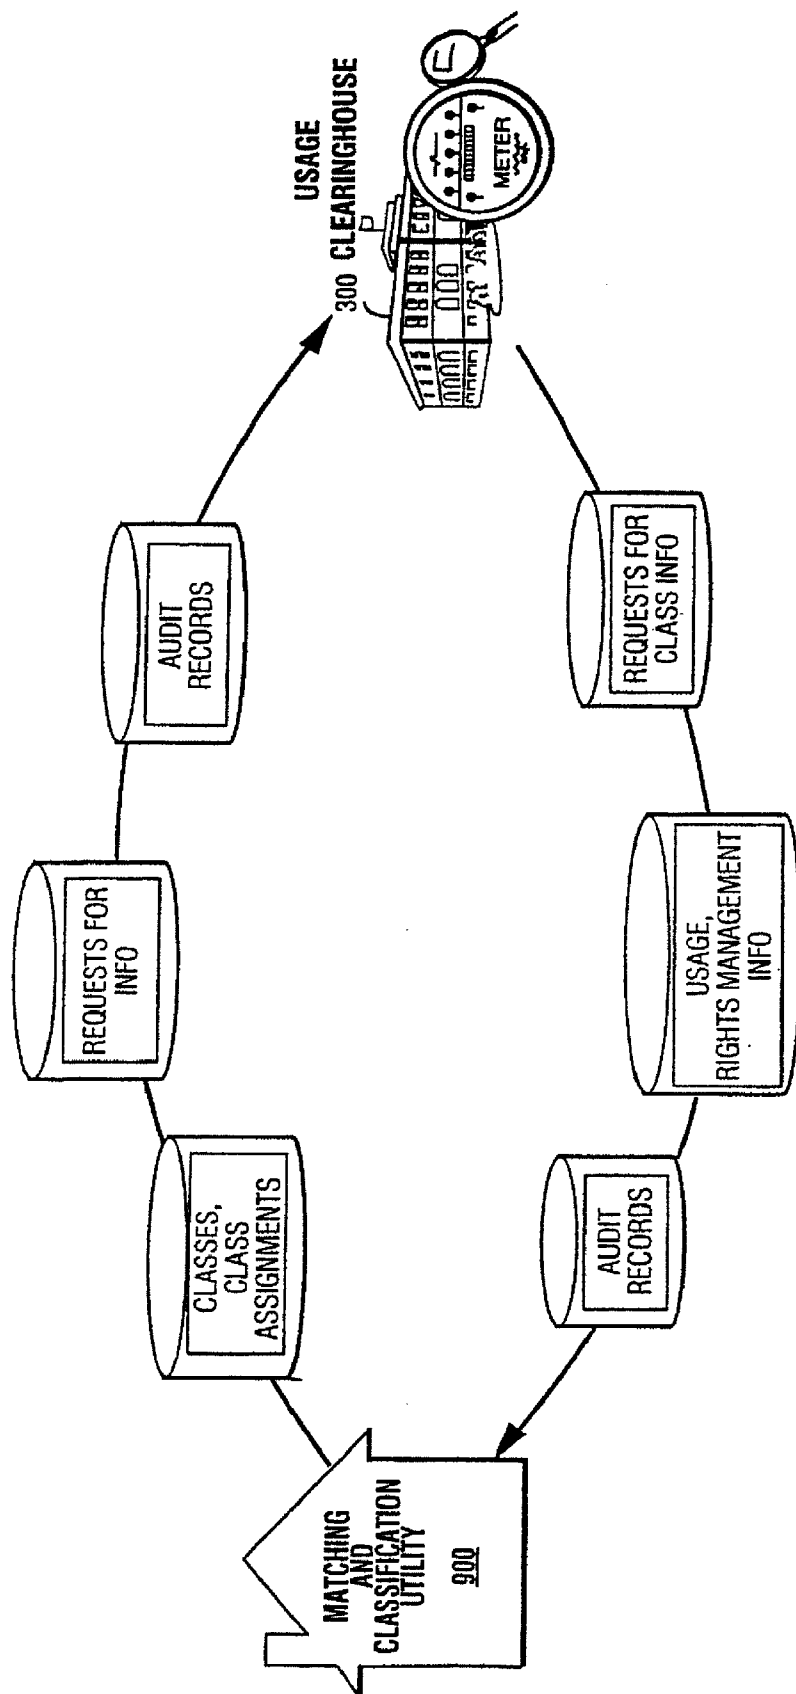 REQUESTS FOR
INFO
AUDIT
RECORDS
CLASSES,
CLASS
ASSIGNMENTS
USAGE
300 CLEARINGHOUSE
METER
MATCHING
AND
CLASSIFICATION
UTILITY
900
AUDIT
RECORDS
USAGE,
RIGHTS MANAGEMENT
INFO
REQUESTS FOR
CLASS INFO